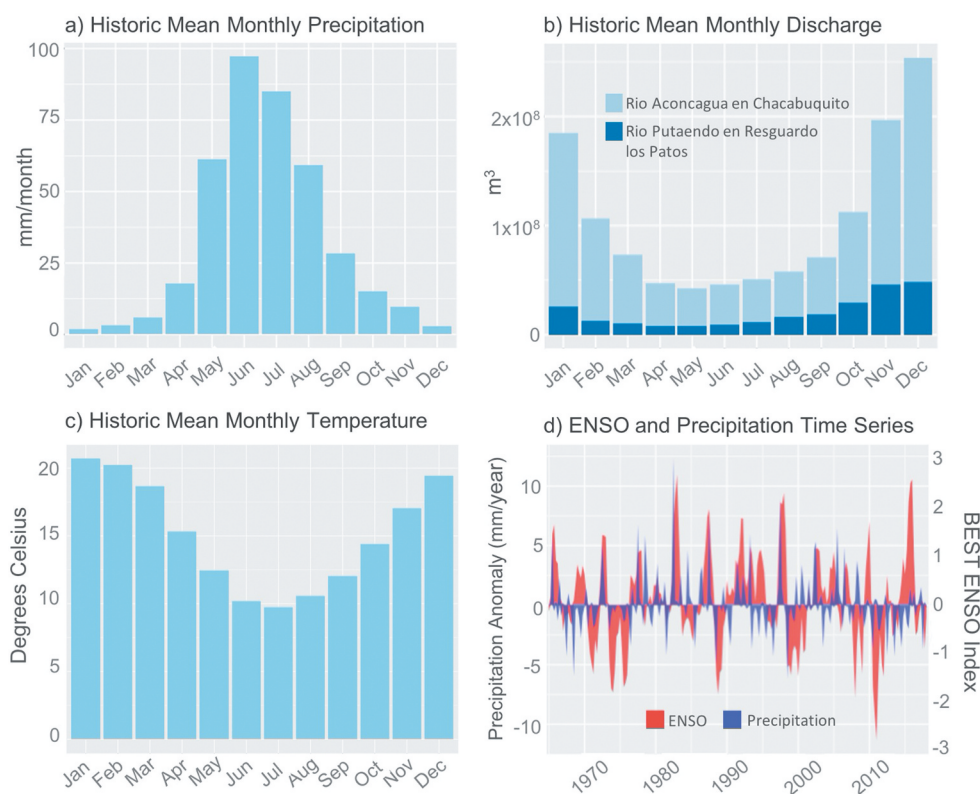 a) Historic Mean Monthly Precipitation
100
75
50
25
0
mm/month
Jan Feb Mar Apr May Jun Jul Aug Sep Oct Nov Dec
b) Historic Mean Monthly Discharge
Rio Aconcagua en Chacabuquito
Rio Putaendo en Resguardo
los Patos
2x10⁸
1x10⁸
0
m³
Jan Feb Mar Apr May Jun Jul Aug Sep Oct Nov Dec
c) Historic Mean Monthly Temperature
20
15
10
5
0
Degrees Celsius
Jan Feb Mar Apr May Jun Jul Aug Sep Oct Nov Dec
d) ENSO and Precipitation Time Series
10
5
0
-5
-10
Precipitation Anomaly (mm/year)
3
2
1
0
-1
-2
-3
BEST ENSO Index
ENSO Precipitation
1970 1980 1990 2000 2010